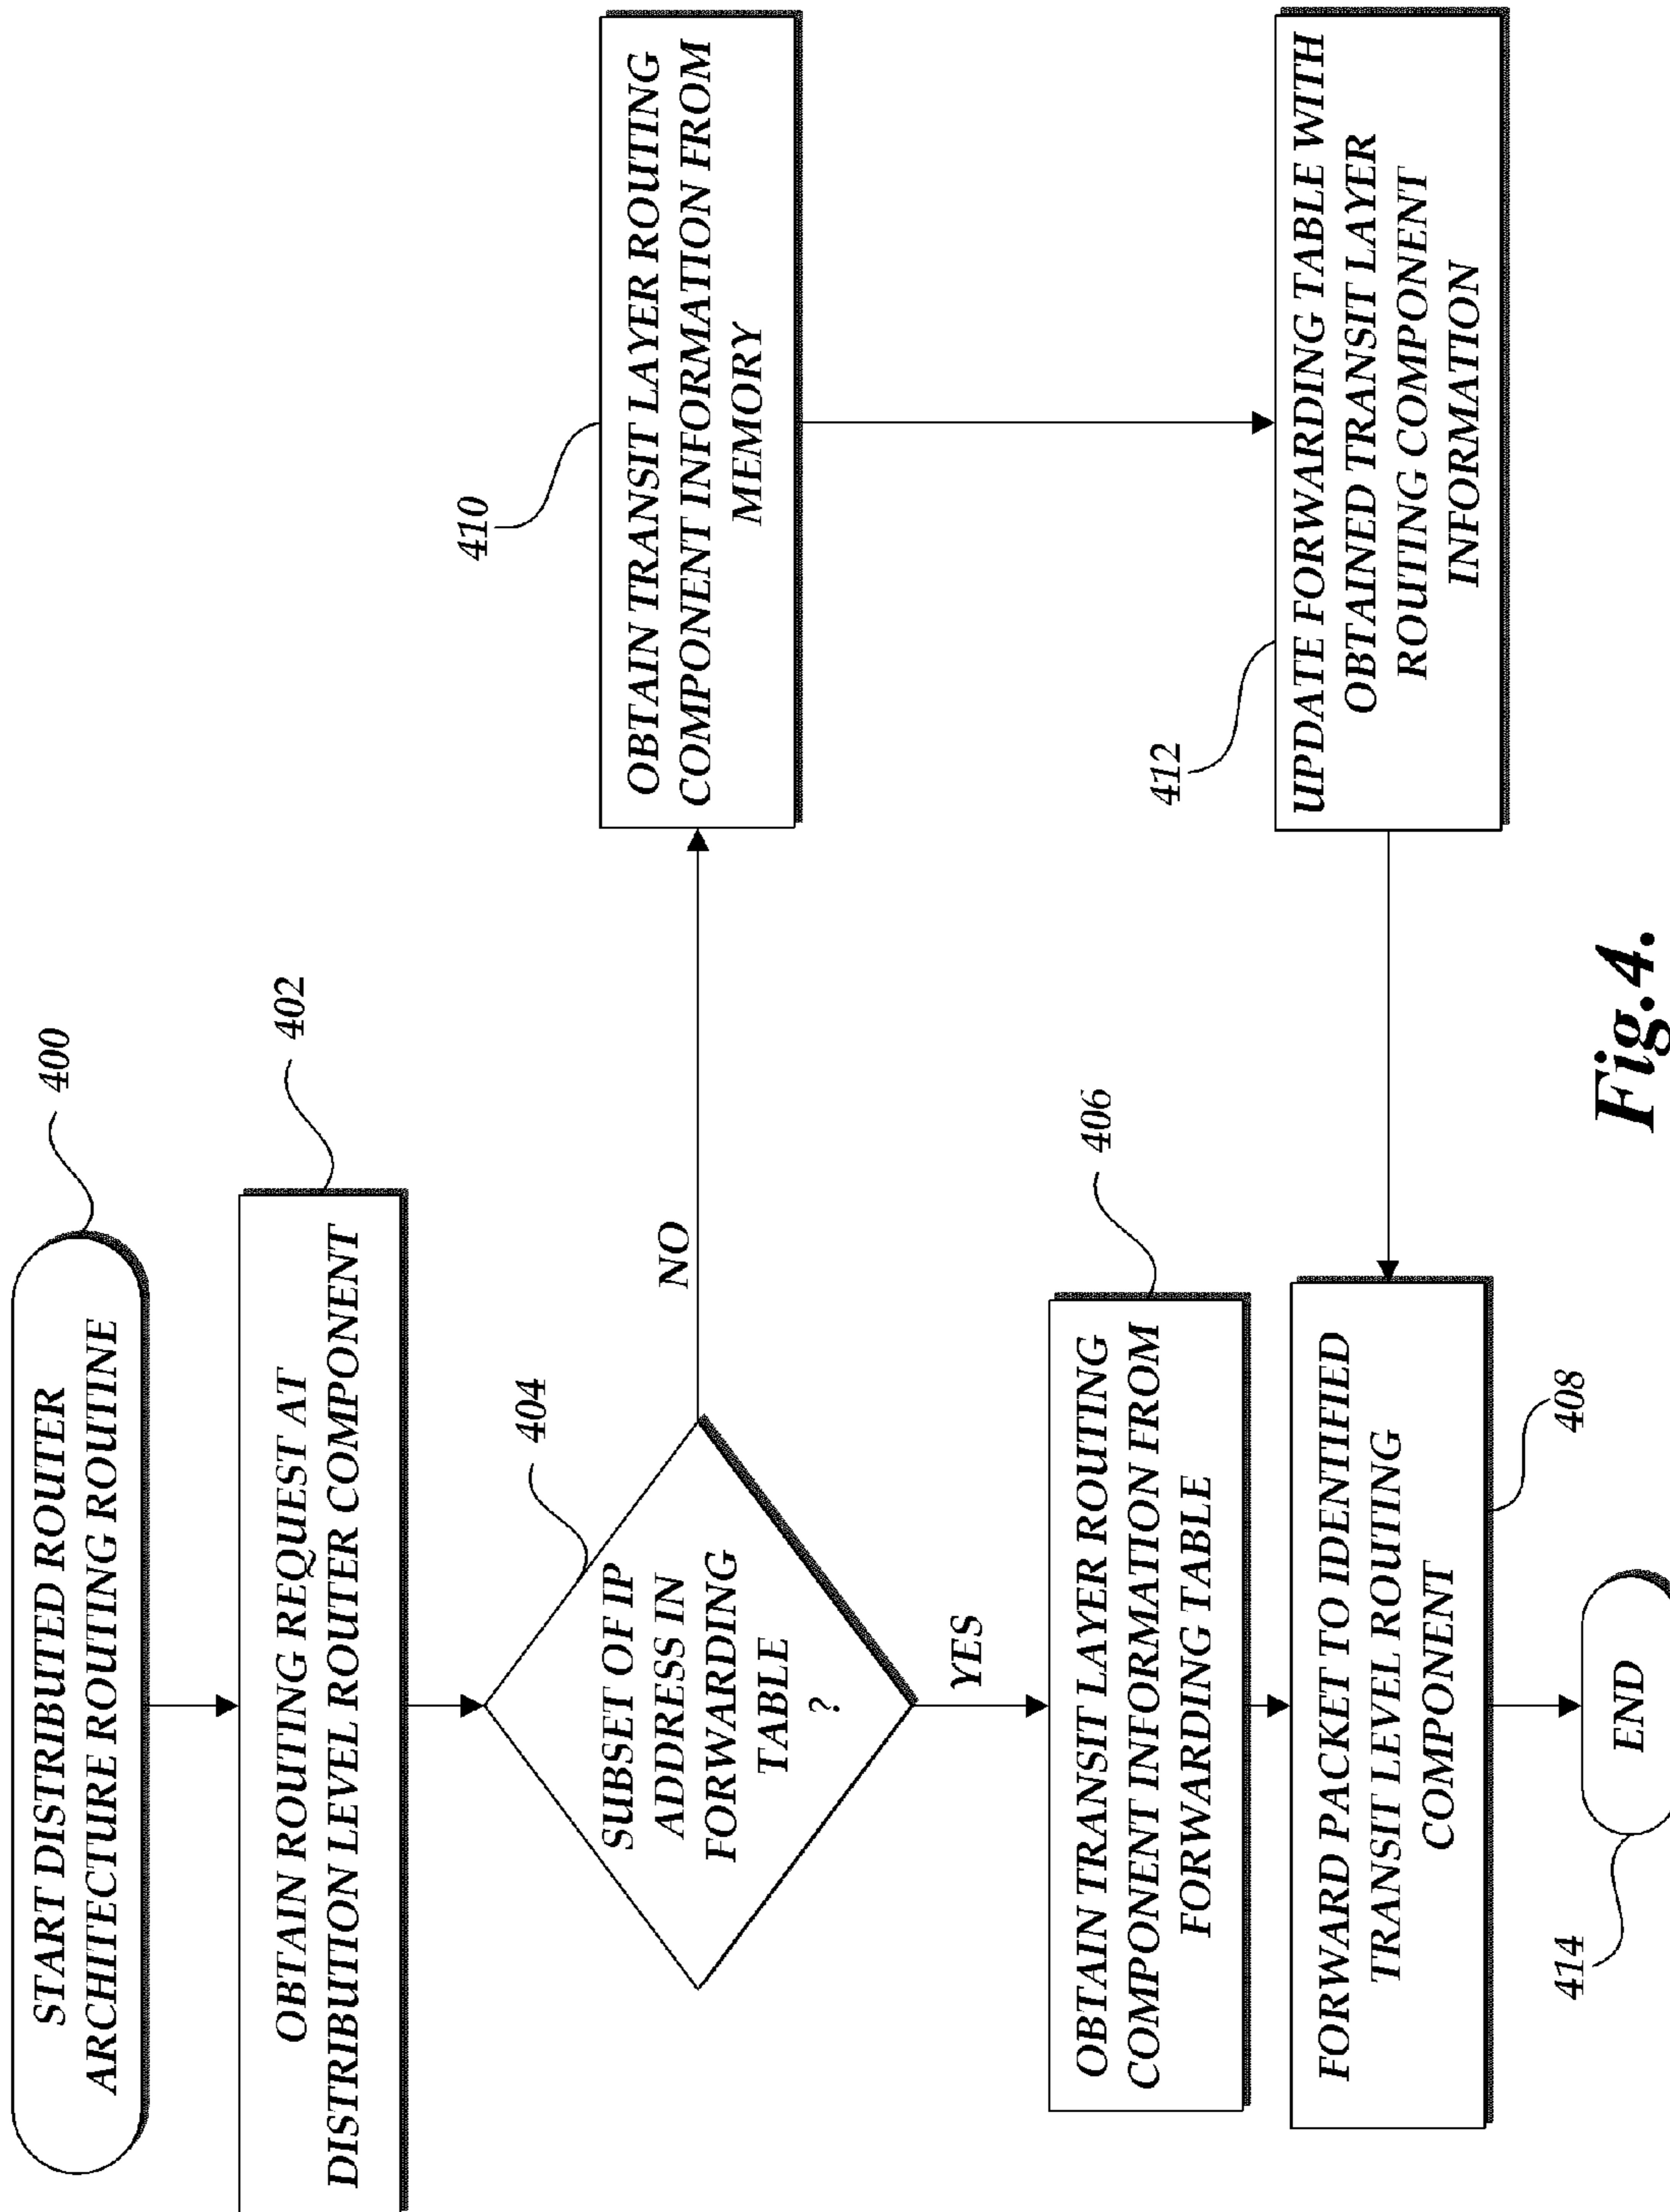 400
START DISTRIBUTED ROUTER
ARCHITECTURE ROUTING ROUTINE
402
OBTAIN ROUTING REQUEST AT
DISTRIBUTION LEVEL ROUTER COMPONENT
404
SUBSET OF IP
ADDRESS IN
FORWARDING
TABLE
?
NO
YES
410
OBTAIN TRANSIT LAYER ROUTING
COMPONENT INFORMATION FROM
MEMORY
406
OBTAIN TRANSIT LAYER ROUTING
COMPONENT INFORMATION FROM
FORWARDING TABLE
412
UPDATE FORWARDING TABLE WITH
OBTAINED TRANSIT LAYER
ROUTING COMPONENT
INFORMATION
FORWARD PACKET TO IDENTIFIED
TRANSIT LEVEL ROUTING
COMPONENT
408
414
END
Fig.4.